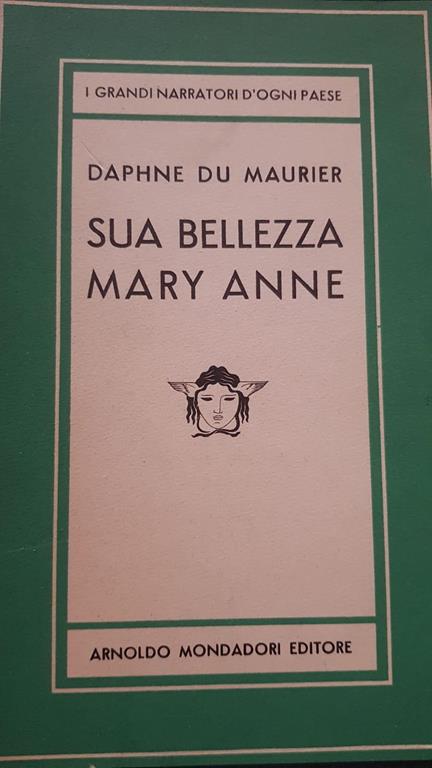 I GRANDI NARRATORI D'OGNI PAESE
DAPHNE DU MAURIER
SUA BELLEZZA
MARY ANNE
ARNOLDO MONDADORI EDITORE